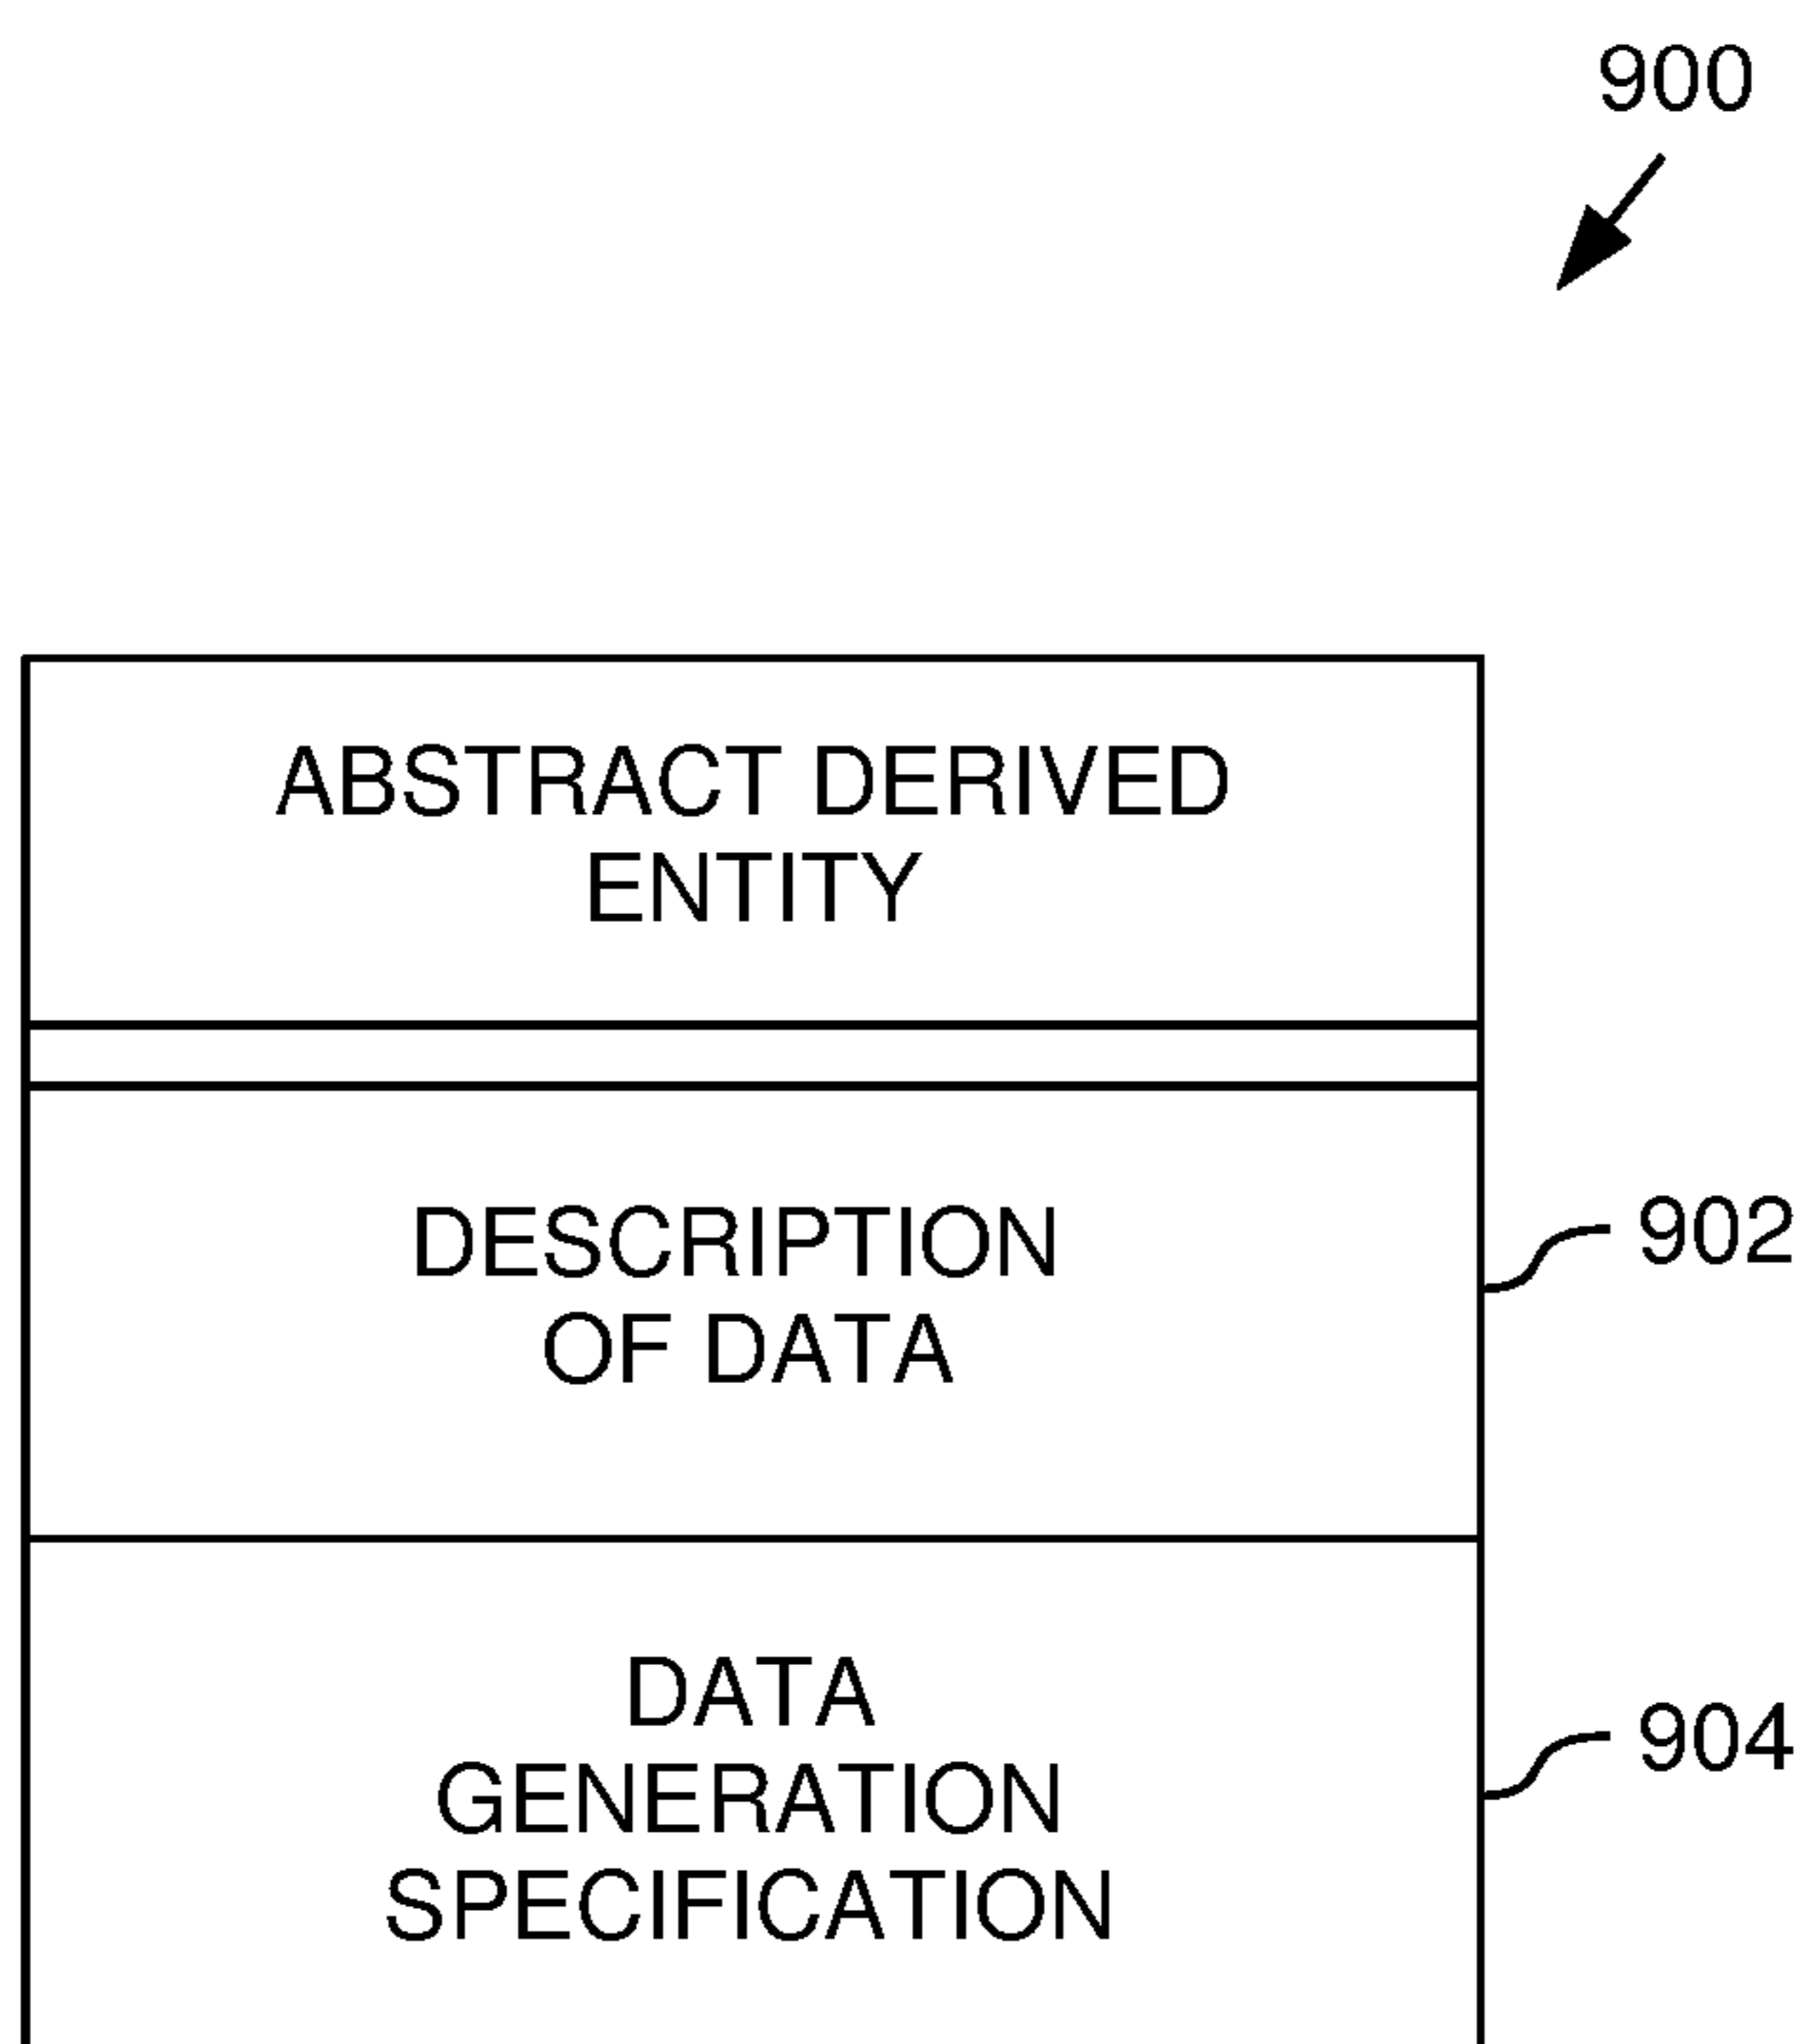 900
ABSTRACT DERIVED
ENTITY
DESCRIPTION
OF DATA
902
DATA
GENERATION
SPECIFICATION
904